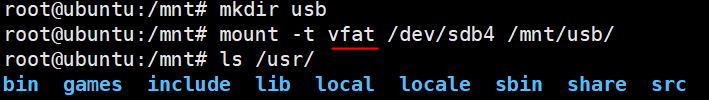 root@ubuntu:/mnt# mkdir usb
root@ubuntu:/mnt# mount -t vfat /dev/sdb4 /mnt/usb/
root@ubuntu:/mnt# ls /usr/
bin  games  include  lib  local  locale  sbin  share  src